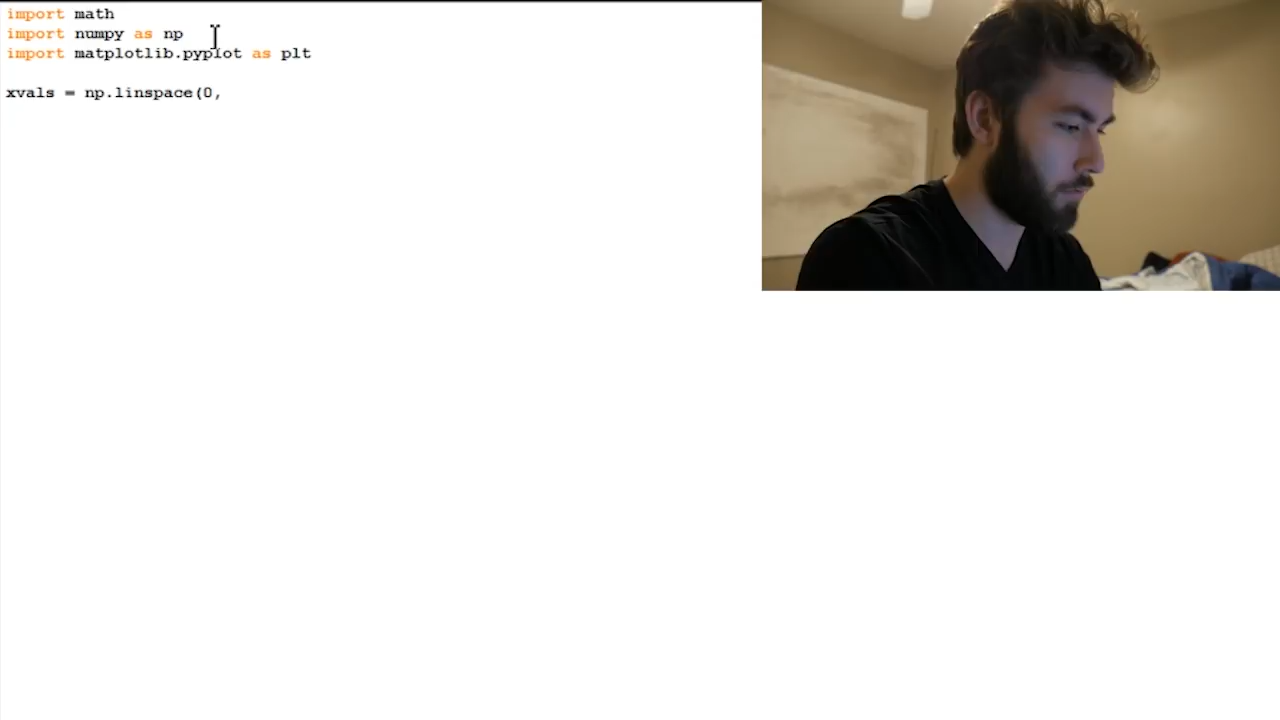 import math
import numpy as np
import matplotlib.pyplot as plt
xvals = np.linspace(0,